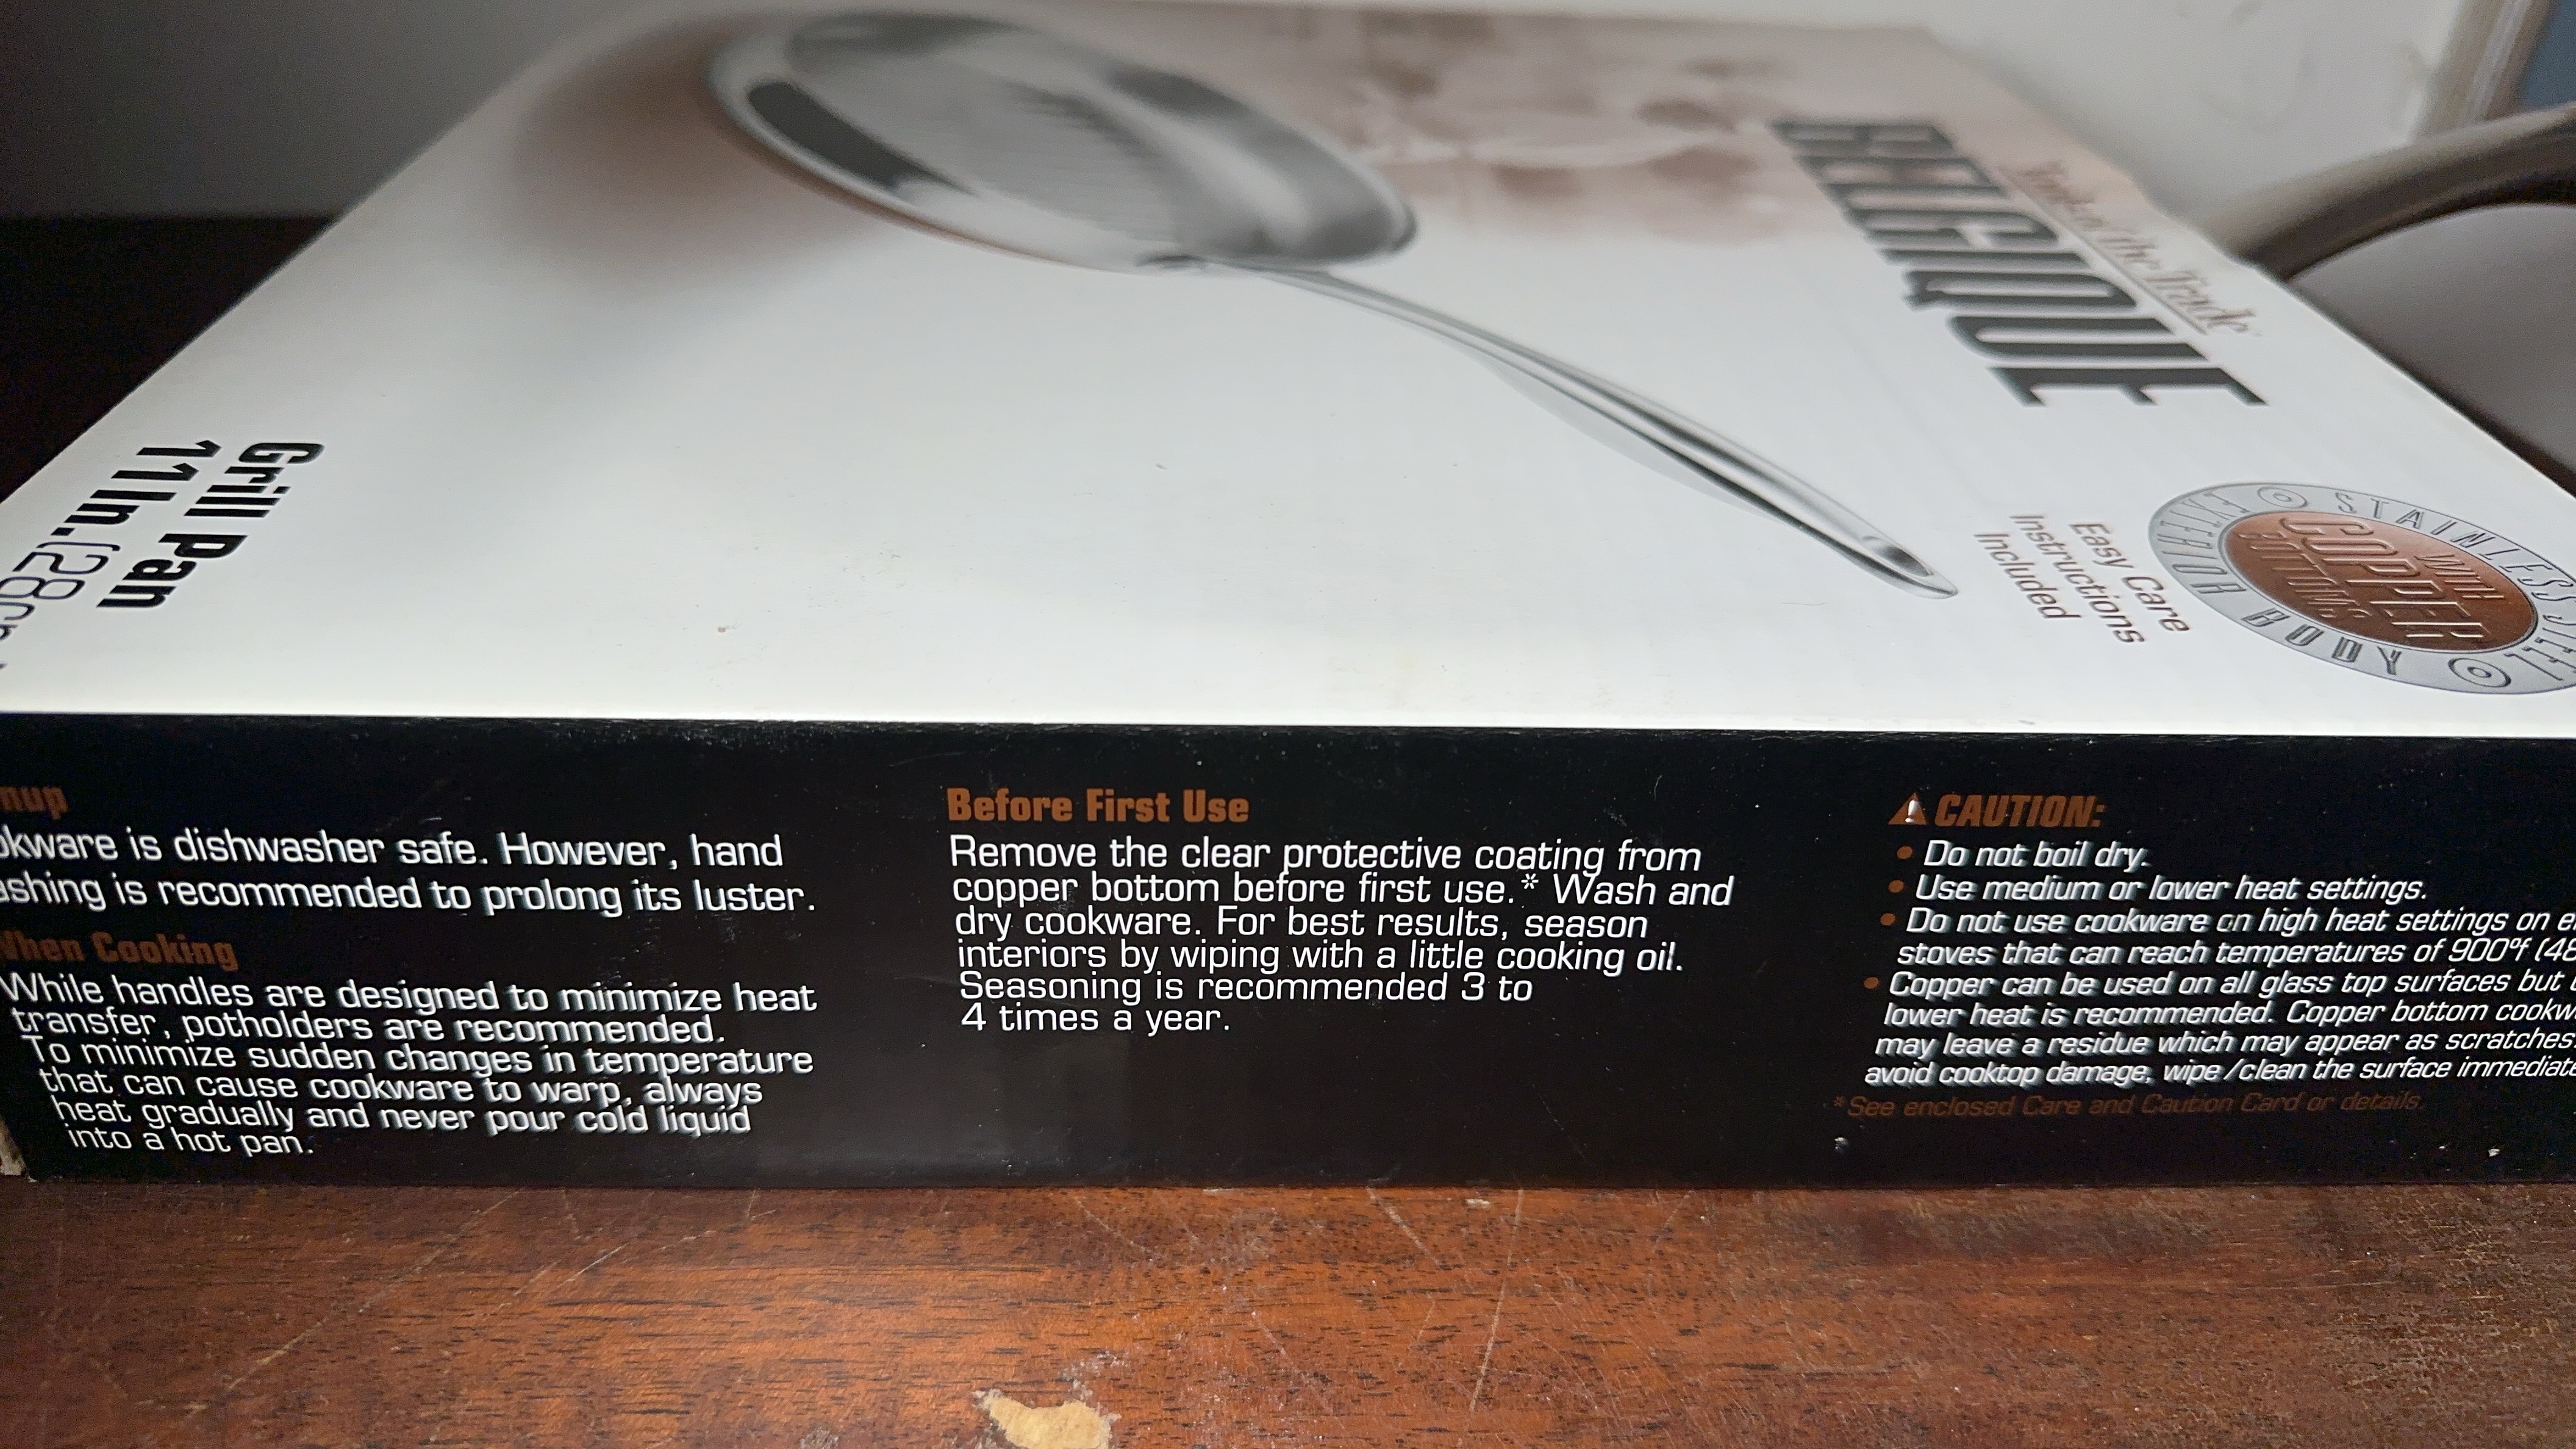 Tools of the Trade
BELGIQUE
STAINLESS STEEL
WITH
COPPER
BOTTOMS
EXTERIOR BODY
Easy Care
Instructions
Included
Grill Pan
11 In.
Before First Use
Remove the clear protective coating from
copper bottom before first use.* Wash and
dry cookware. For best results, season
interiors by wiping with a little cooking oil.
Seasoning is recommended 3 to
4 times a year.
is dishwasher safe. However, hand
is recommended to prolong its luster.
When Cooking
While handles are designed to minimize heat
transfer, potholders are recommended.
To minimize sudden changes in temperature
that can cause cookware to warp, always
heat gradually and never pour cold liquid
into a hot pan.
CAUTION:
• Do not boil dry.
• Use medium or lower heat settings.
• Do not use cookware on high heat settings on
stoves that can reach temperatures of 900°f
• Copper can be used on all glass top surfaces but
lower heat is recommended. Copper bottom
may leave a residue which may appear as scratches.
avoid cooktop damage, wipe/clean the surface
*See enclosed Care and Caution Card or details.